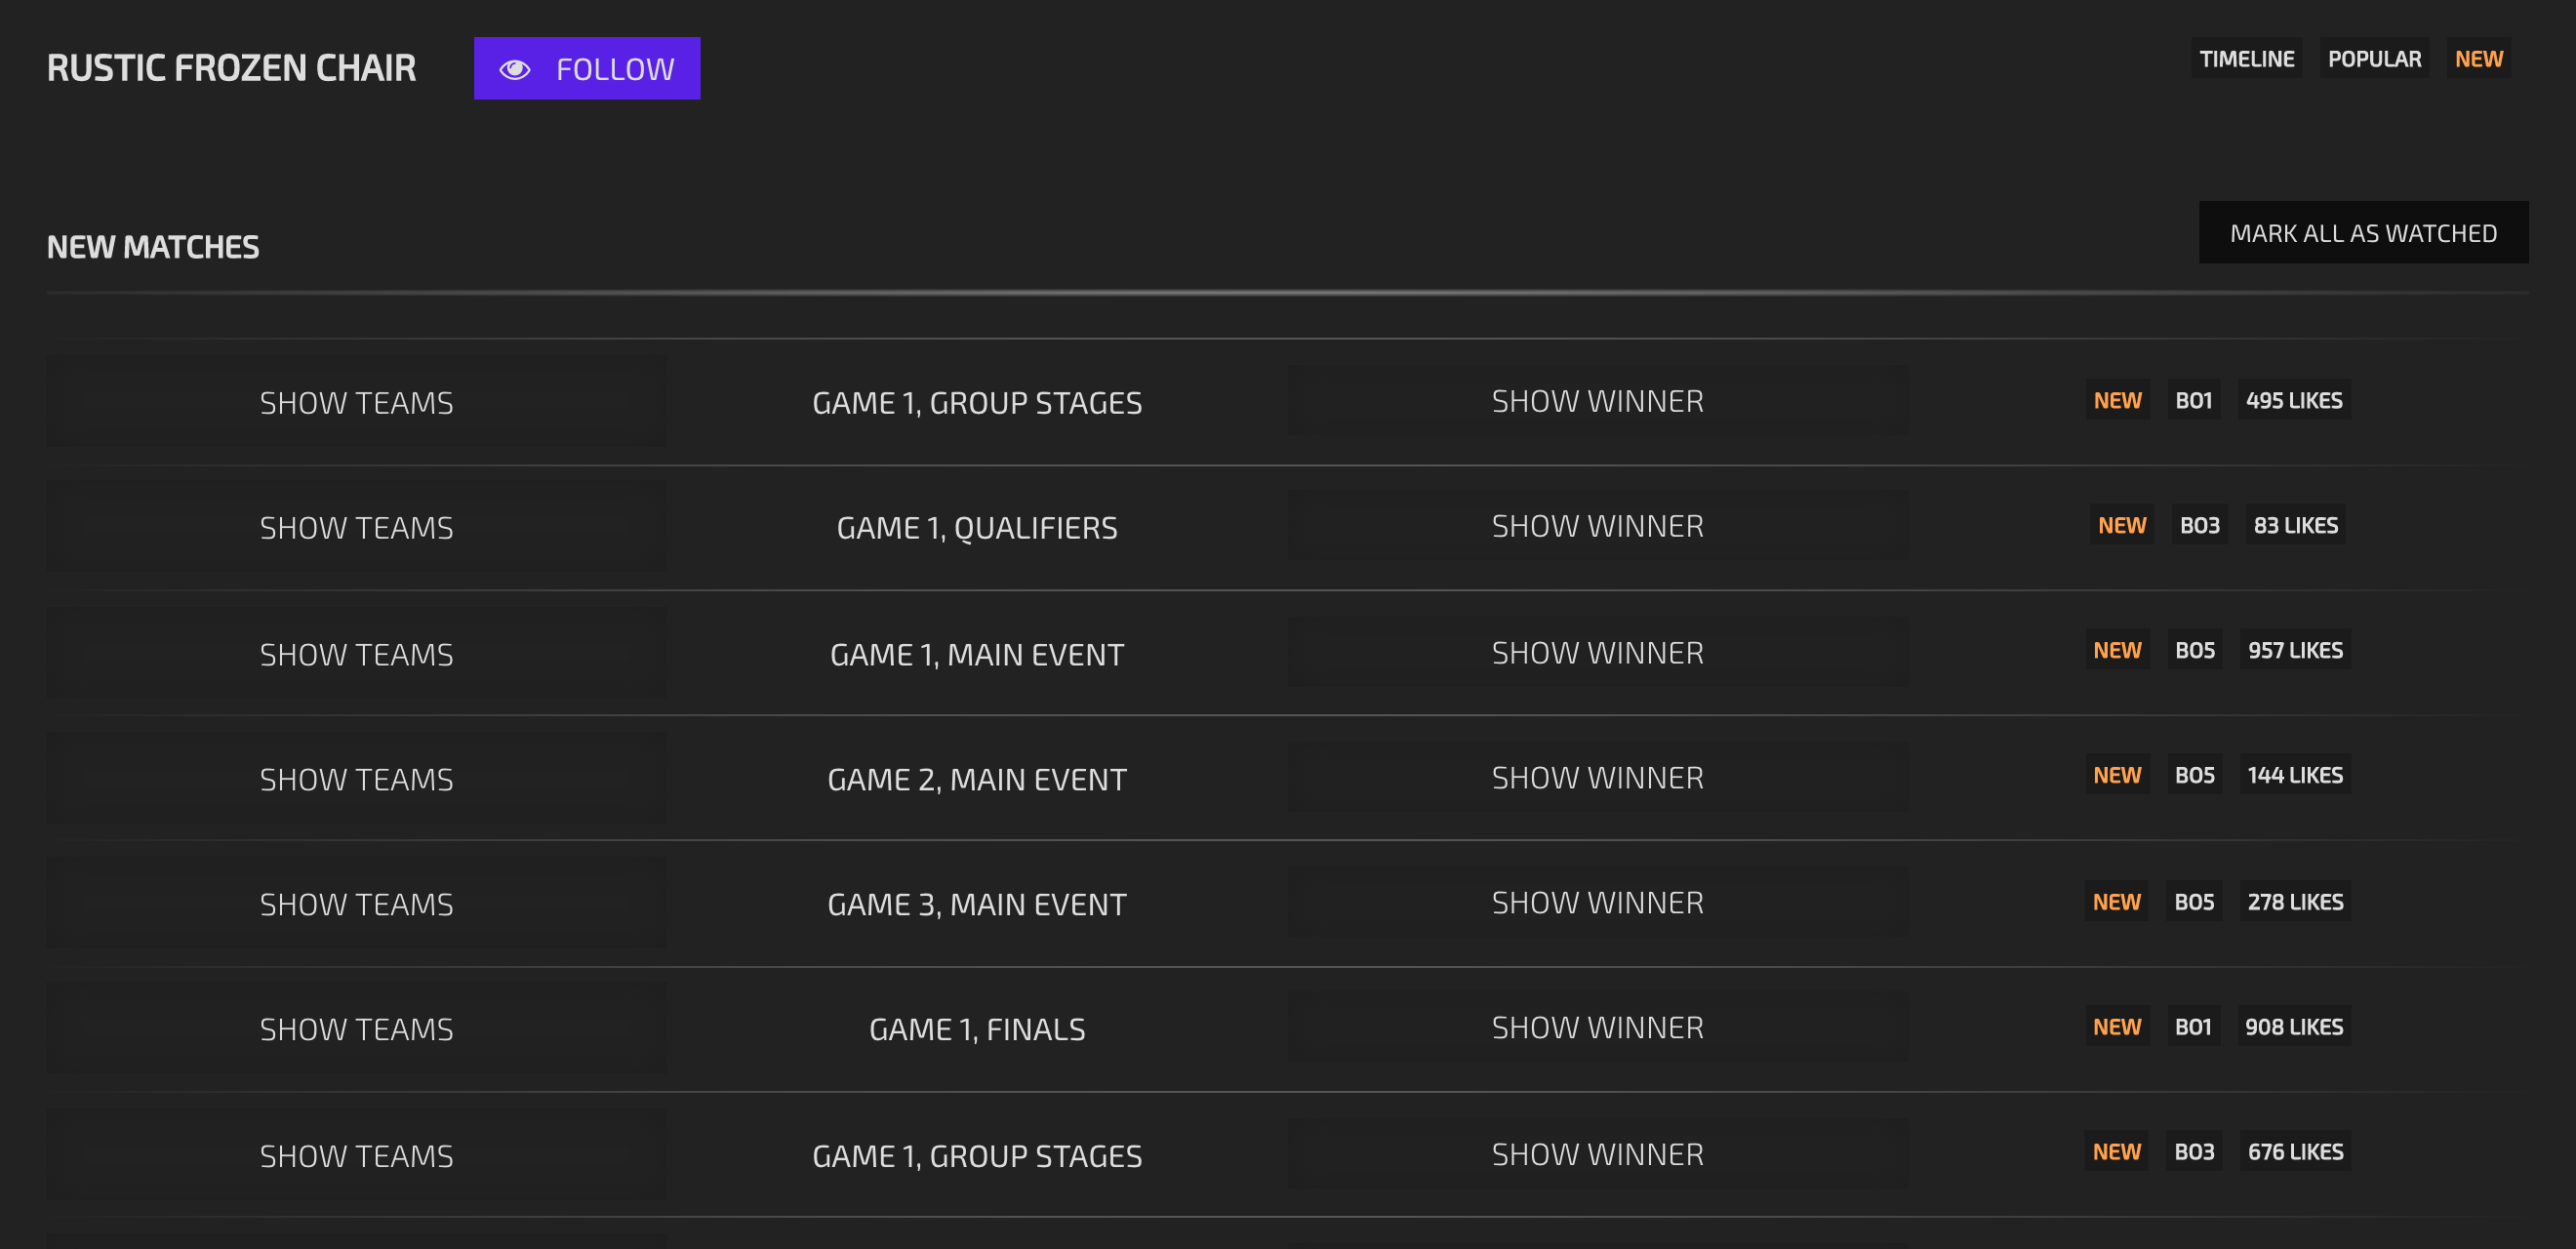 RUSTIC FROZEN CHAIR FOLLOW TIMELINE POPULAR NEW
NEW MATCHES MARK ALL AS WATCHED
SHOW TEAMS GAME 1, GROUP STAGES SHOW WINNER NEW BO1 495 LIKES
SHOW TEAMS GAME 1, QUALIFIERS SHOW WINNER NEW BO3 83 LIKES
SHOW TEAMS GAME 1, MAIN EVENT SHOW WINNER NEW BO5 957 LIKES
SHOW TEAMS GAME 2, MAIN EVENT SHOW WINNER NEW BO5 144 LIKES
SHOW TEAMS GAME 3, MAIN EVENT SHOW WINNER NEW BO5 278 LIKES
SHOW TEAMS GAME 1, FINALS SHOW WINNER NEW BO1 908 LIKES
SHOW TEAMS GAME 1, GROUP STAGES SHOW WINNER NEW BO3 676 LIKES